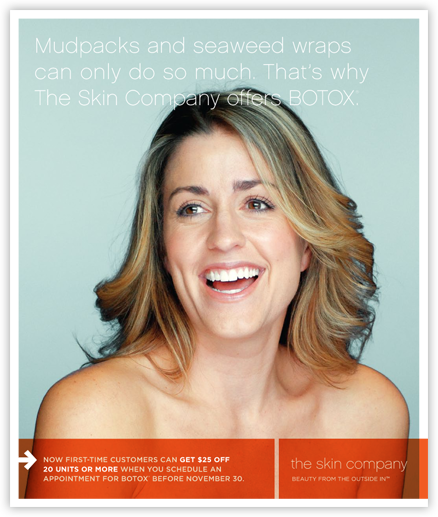 Mudpacks and seaweed wraps
can only do so much. That's why
The Skin Company offers BOTOX.
NOW FIRST-TIME CUSTOMERS CAN GET $25 OFF
20 UNITS OR MORE WHEN YOU SCHEDULE AN
APPOINTMENT FOR BOTOX® BEFORE NOVEMBER 30.
the skin company
BEAUTY FROM THE OUTSIDE IN™